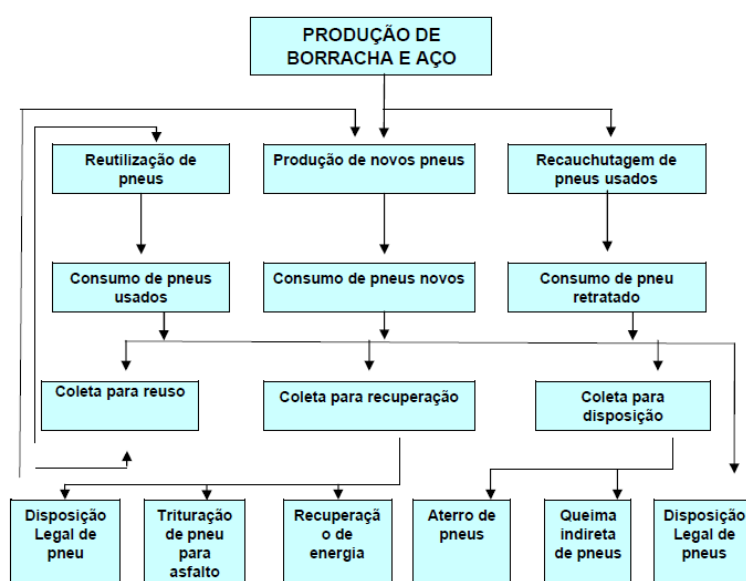 PRODUÇÃO DE
BORRACHA E AÇO
Reutilização de
pneus
Produção de novos pneus
Recauchutagem de
pneus usados
Consumo de pneus
usados
Consumo de pneus novos
Consumo de pneu
retratado
Coleta para reuso
Coleta para recuperação
Coleta para
disposição
Disposição
Legal de
pneu
Trituração
de pneu
para
asfalto
Recuperaçã
o de
energia
Aterro de
pneus
Queima
indireta
de pneus
Disposição
Legal de
pneus